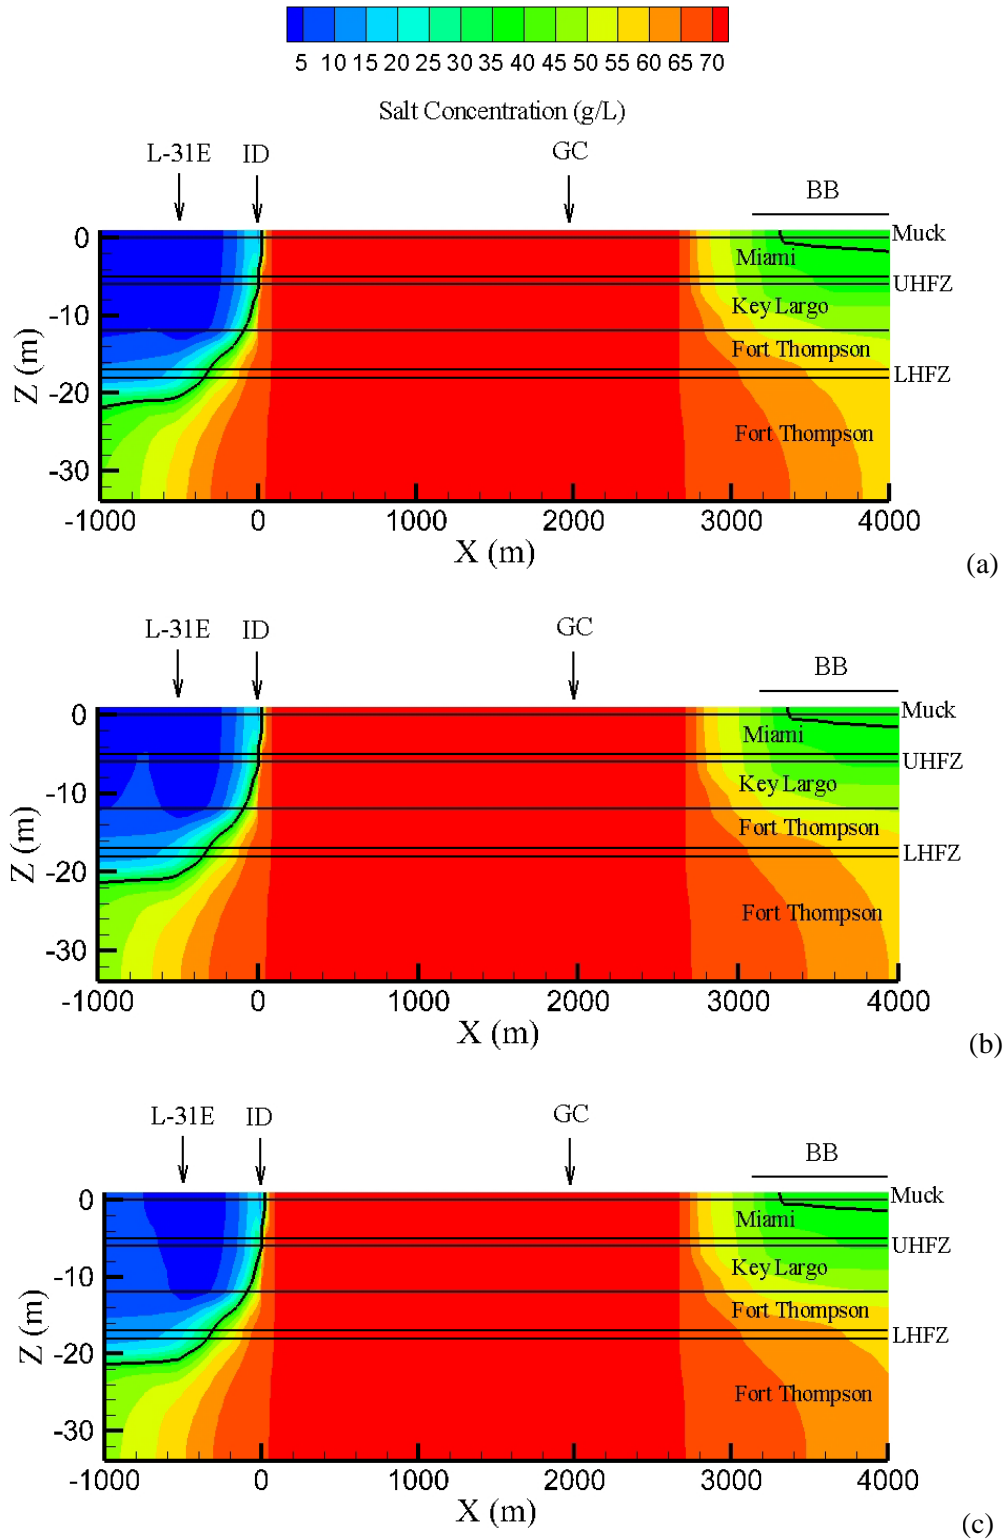 5 10 15 20 25 30 35 40 45 50 55 60 65 70
Salt Concentration (g/L)
L-31E ID GC BB
0 Muck
Miami
UHFZ
-10 Key Largo
Fort Thompson
LHFZ
-20
Fort Thompson
-30
Z (m)
-1000 0 1000 2000 3000 4000
X (m)
(a)
L-31E ID GC BB
0 Muck
Miami
UHFZ
-10 Key Largo
Fort Thompson
LHFZ
-20
Fort Thompson
-30
Z (m)
-1000 0 1000 2000 3000 4000
X (m)
(b)
L-31E ID GC BB
0 Muck
Miami
UHFZ
-10 Key Largo
Fort Thompson
LHFZ
-20
Fort Thompson
-30
Z (m)
-1000 0 1000 2000 3000 4000
X (m)
(c)